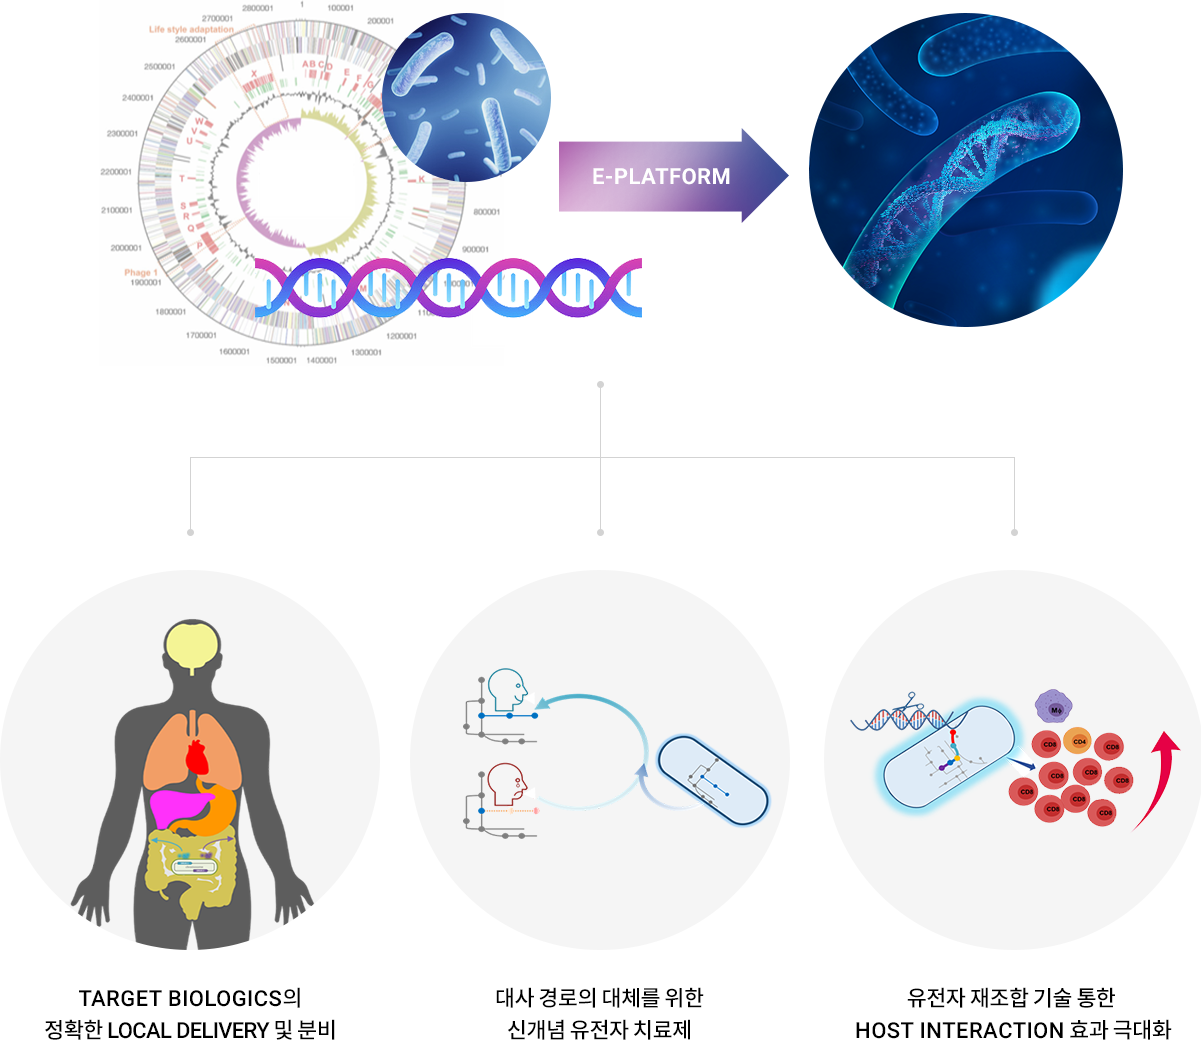 2800001
1
100001
2700001
200001
Life style adaptation
2600001
2500001
X
A B C D
E
F
G
2400001
W
2300001
V
U
2200001
T
K
S
2100001
R
800001
Q
2000001
P
900001
Phage 1
1900001
M
1800001
1700001
1200001
1600001
1300001
1500001
1400001
E-PLATFORM
Mϕ
CD8
CD4
CD8
CD8
CD8
CD8
CD8
CD8
CD8
CD8
TARGET BIOLOGICS의
정확한 LOCAL DELIVERY 및 분비
대사 경로의 대체를 위한
신개념 유전자 치료제
유전자 재조합 기술 통한
HOST INTERACTION 효과 극대화